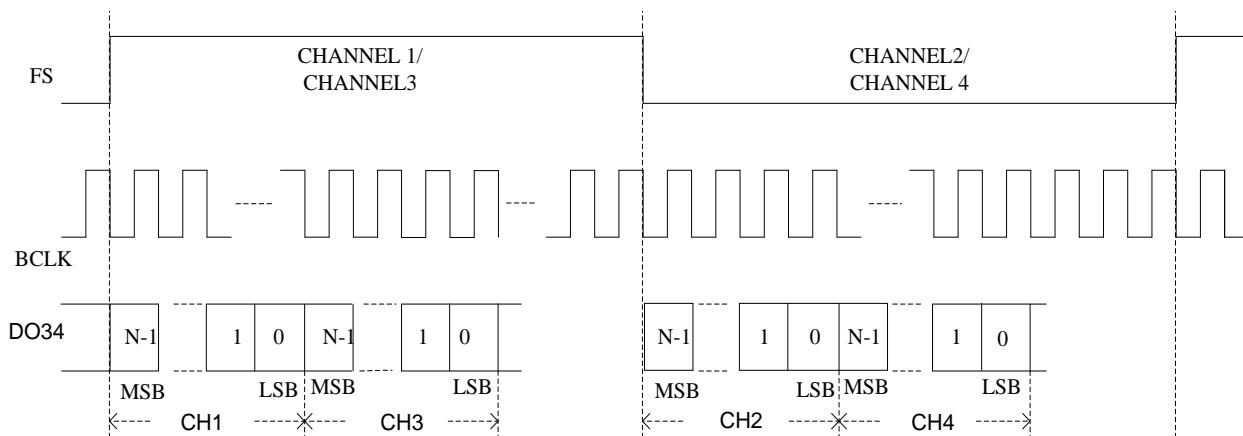 CHANNEL 1/
CHANNEL3
CHANNEL2/
CHANNEL 4
FS
BCLK
DO34
N-1
1
0
N-1
1
0
N-1
1
0
N-1
1
0
MSB
LSB
MSB
LSB
MSB
LSB
MSB
LSB
CH1
CH3
CH2
CH4